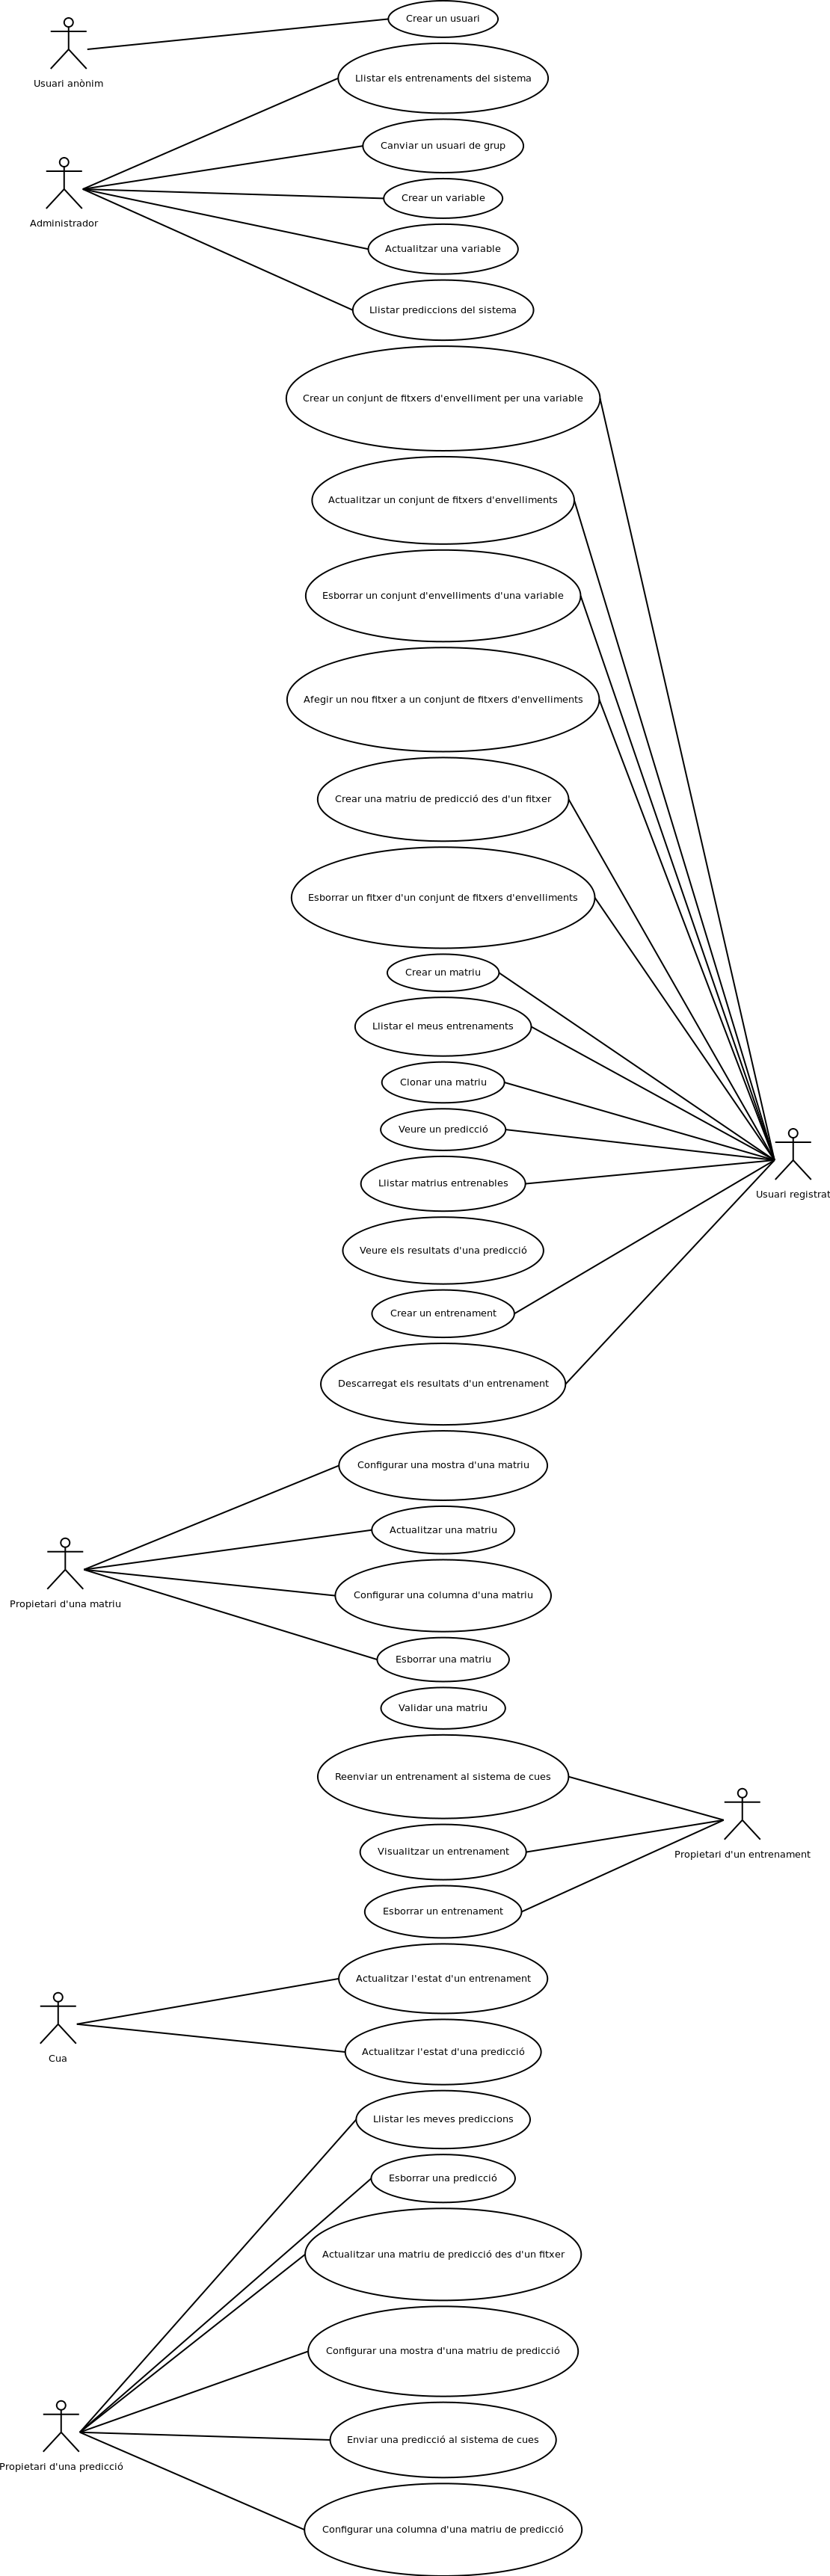 Crear un usuari
Usuari anònim
Llistar els entrenaments del sistema
Canviar un usuari de grup
Crear un variable
Administrador
Actualitzar una variable
Llistar prediccions del sistema
Crear un conjunt de fitxers d'envelliment per una variable
Actualitzar un conjunt de fitxers d'envelliments
Esborrar un conjunt d'envelliments d'una variable
Afegir un nou fitxer a un conjunt de fitxers d'envelliments
Crear una matriu de predicció des d'un fitxer
Esborrar un fitxer d'un conjunt de fitxers d'envelliments
Crear un matriu
Llistar el meus entrenaments
Clonar una matriu
Veure un predicció
Llistar matrius entrenables
Usuari registrat
Veure els resultats d'una predicció
Crear un entrenament
Descarregat els resultats d'un entrenament
Configurar una mostra d'una matriu
Actualitzar una matriu
Configurar una columna d'una matriu
Propietari d'una matriu
Esborrar una matriu
Validar una matriu
Reenviar un entrenament al sistema de cues
Visualitzar un entrenament
Propietari d'un entrenament
Esborrar un entrenament
Actualitzar l'estat d'un entrenament
Actualitzar l'estat d'una predicció
Cua
Llistar les meves prediccions
Esborrar una predicció
Actualitzar una matriu de predicció des d'un fitxer
Configurar una mostra d'una matriu de predicció
Enviar una predicció al sistema de cues
Propietari d'una predicció
Configurar una columna d'una matriu de predicció